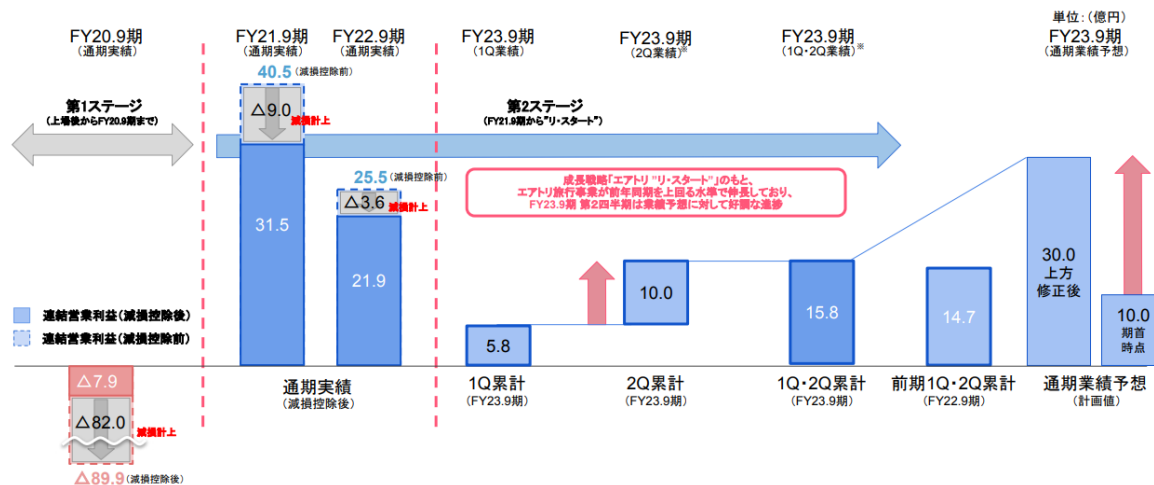 単位：(億円)
FY20.9期
(通期実績)
FY21.9期
(通期実績)
FY22.9期
(通期実績)
FY23.9期
(1Q業績)
FY23.9期
(2Q業績)※
FY23.9期
(1Q・2Q業績)※
FY23.9期
(通期業績予想)
40.5(減損控除前)
第1ステージ
(上場後からFY20.9期まで)
△9.0
減損計上
第2ステージ
(FY21.9期から"リ・スタート")
25.5(減損控除前)
△3.6
減損計上
成長戦略「エアトリ "リ・スタート"」のもと、
エアトリ旅行事業が前年同期を上回る水準で伸長しており、
FY23.9期 第2四半期は業績予想に対して好調な進捗
31.5
21.9
5.8
10.0
15.8
14.7
30.0
上方
修正後
10.0
期首
時点
連結営業利益(減損控除後)
連結営業利益(減損控除前)
△7.9
△82.0
減損計上
△89.9(減損控除後)
通期実績
(減損控除後)
1Q累計
(FY23.9期)
2Q累計
(FY23.9期)
1Q・2Q累計
(FY23.9期)
前期1Q・2Q累計
(FY22.9期)
通期業績予想
(計画値)